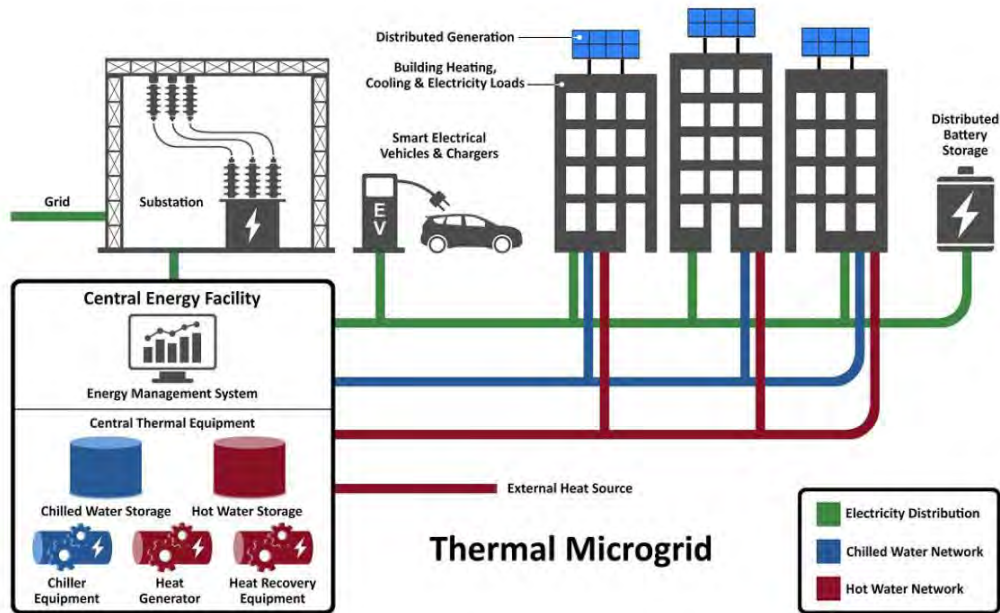 Distributed Generation
Building Heating,
Cooling & Electricity Loads
Smart Electrical
Vehicles & Chargers
Distributed
Battery
Storage
Grid
Substation
EV
Central Energy Facility
Energy Management System
Central Thermal Equipment
Chilled Water Storage
Hot Water Storage
Chiller
Equipment
Heat
Generator
Heat Recovery
Equipment
External Heat Source
Thermal Microgrid
Electricity Distribution
Chilled Water Network
Hot Water Network